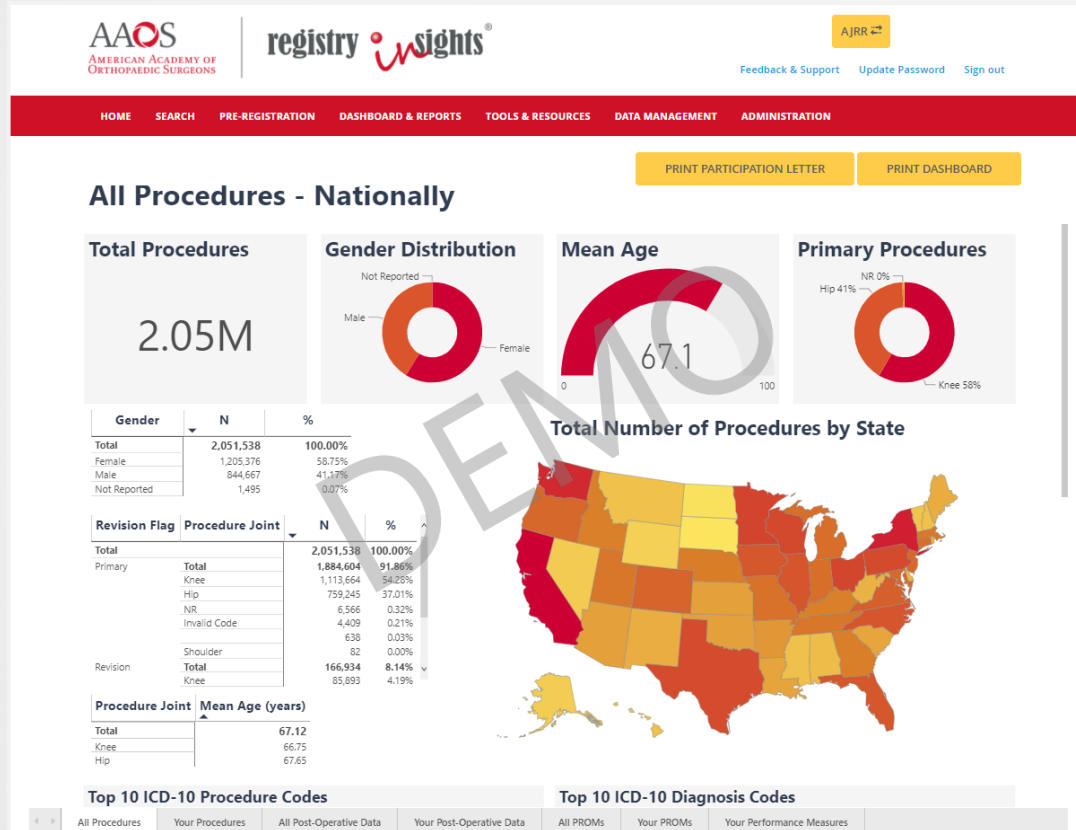 AAOS
AMERICAN ACADEMY OF
ORTHOPAEDIC SURGEONS
registry insights®
AJRR
Feedback & Support Update Password Sign out
HOME SEARCH PRE-REGISTRATION DASHBOARD & REPORTS TOOLS & RESOURCES DATA MANAGEMENT ADMINISTRATION
PRINT PARTICIPATION LETTER PRINT DASHBOARD
All Procedures - Nationally
Total Procedures
2.05M
Gender Distribution
Not Reported
Male
Female
Mean Age
67.1
0 100
Primary Procedures
NR 0%
Hip 41%
Knee 58%
DEMO
Gender N %
Total 2,051,538 100.00%
Female 1,205,376 58.75%
Male 844,667 41.17%
Not Reported 1,495 0.07%
Total Number of Procedures by State
Revision Flag Procedure Joint N %
Total 2,051,538 100.00%
Primary Total 1,884,604 91.86%
Knee 1,113,664 54.28%
Hip 759,245 37.01%
NR 6,566 0.32%
Invalid Code 4,409 0.21%
638 0.03%
Shoulder 82 0.00%
Revision Total 166,934 8.14%
Knee 85,893 4.19%
Procedure Joint Mean Age (years)
Total 67.12
Knee 66.75
Hip 67.65
Top 10 ICD-10 Procedure Codes
Top 10 ICD-10 Diagnosis Codes
All Procedures Your Procedures All Post-Operative Data Your Post-Operative Data All PROMs Your PROMs Your Performance Measures